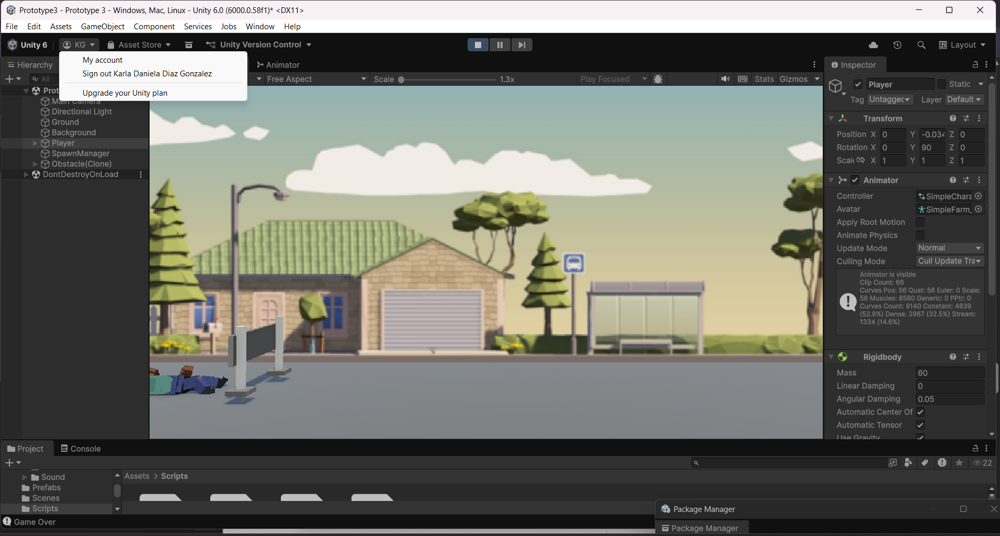 Prototype3 - Prototype 3 - Windows, Mac, Linux - Unity 6.0 (6000.0.58f1)* <DX11>
File Edit Assets GameObject Component Services Jobs Window Help
Unity 6 KG Asset Store Unity Version Control Layout
My account
Sign out Karla Daniela Diaz Gonzalez
Upgrade your Unity plan
Hierarchy
All
Prot
Main Camera
Directional Light
Ground
Background
Player
SpawnManager
Obstacle(Clone)
DontDestroyOnLoad
Animator
Free Aspect Scale 1.3x Play Focused Stats Gizmos
Inspector
Player Static
Tag Untagged Layer Default
Transform
Position X 0 Y -0.034 Z 0
Rotation X 0 Y 90 Z 0
Scale X 1 Y 1 Z 1
Animator
Controller SimpleChara
Avatar SimpleFarm_
Apply Root Motion
Animate Physics
Update Mode Normal
Culling Mode Cull Update Tra
Animator is visible
Clip Count: 66
Curves Pos: 56 Quat: 56 Euler: 0 Scale:
56 Muscles: 8580 Generic: 0 PPtr: 0
Curves Count: 9140 Constant: 4839
(52.9%) Dense: 2967 (32.5%) Stream:
1334 (14.6%)
Rigidbody
Mass 60
Linear Damping 0
Angular Damping 0.05
Automatic Center Of
Automatic Tensor
Use Gravity
Project Console
22
Sound
Prefabs
Scenes
Scripts
Assets > Scripts
Game Over
Package Manager
Package Manager